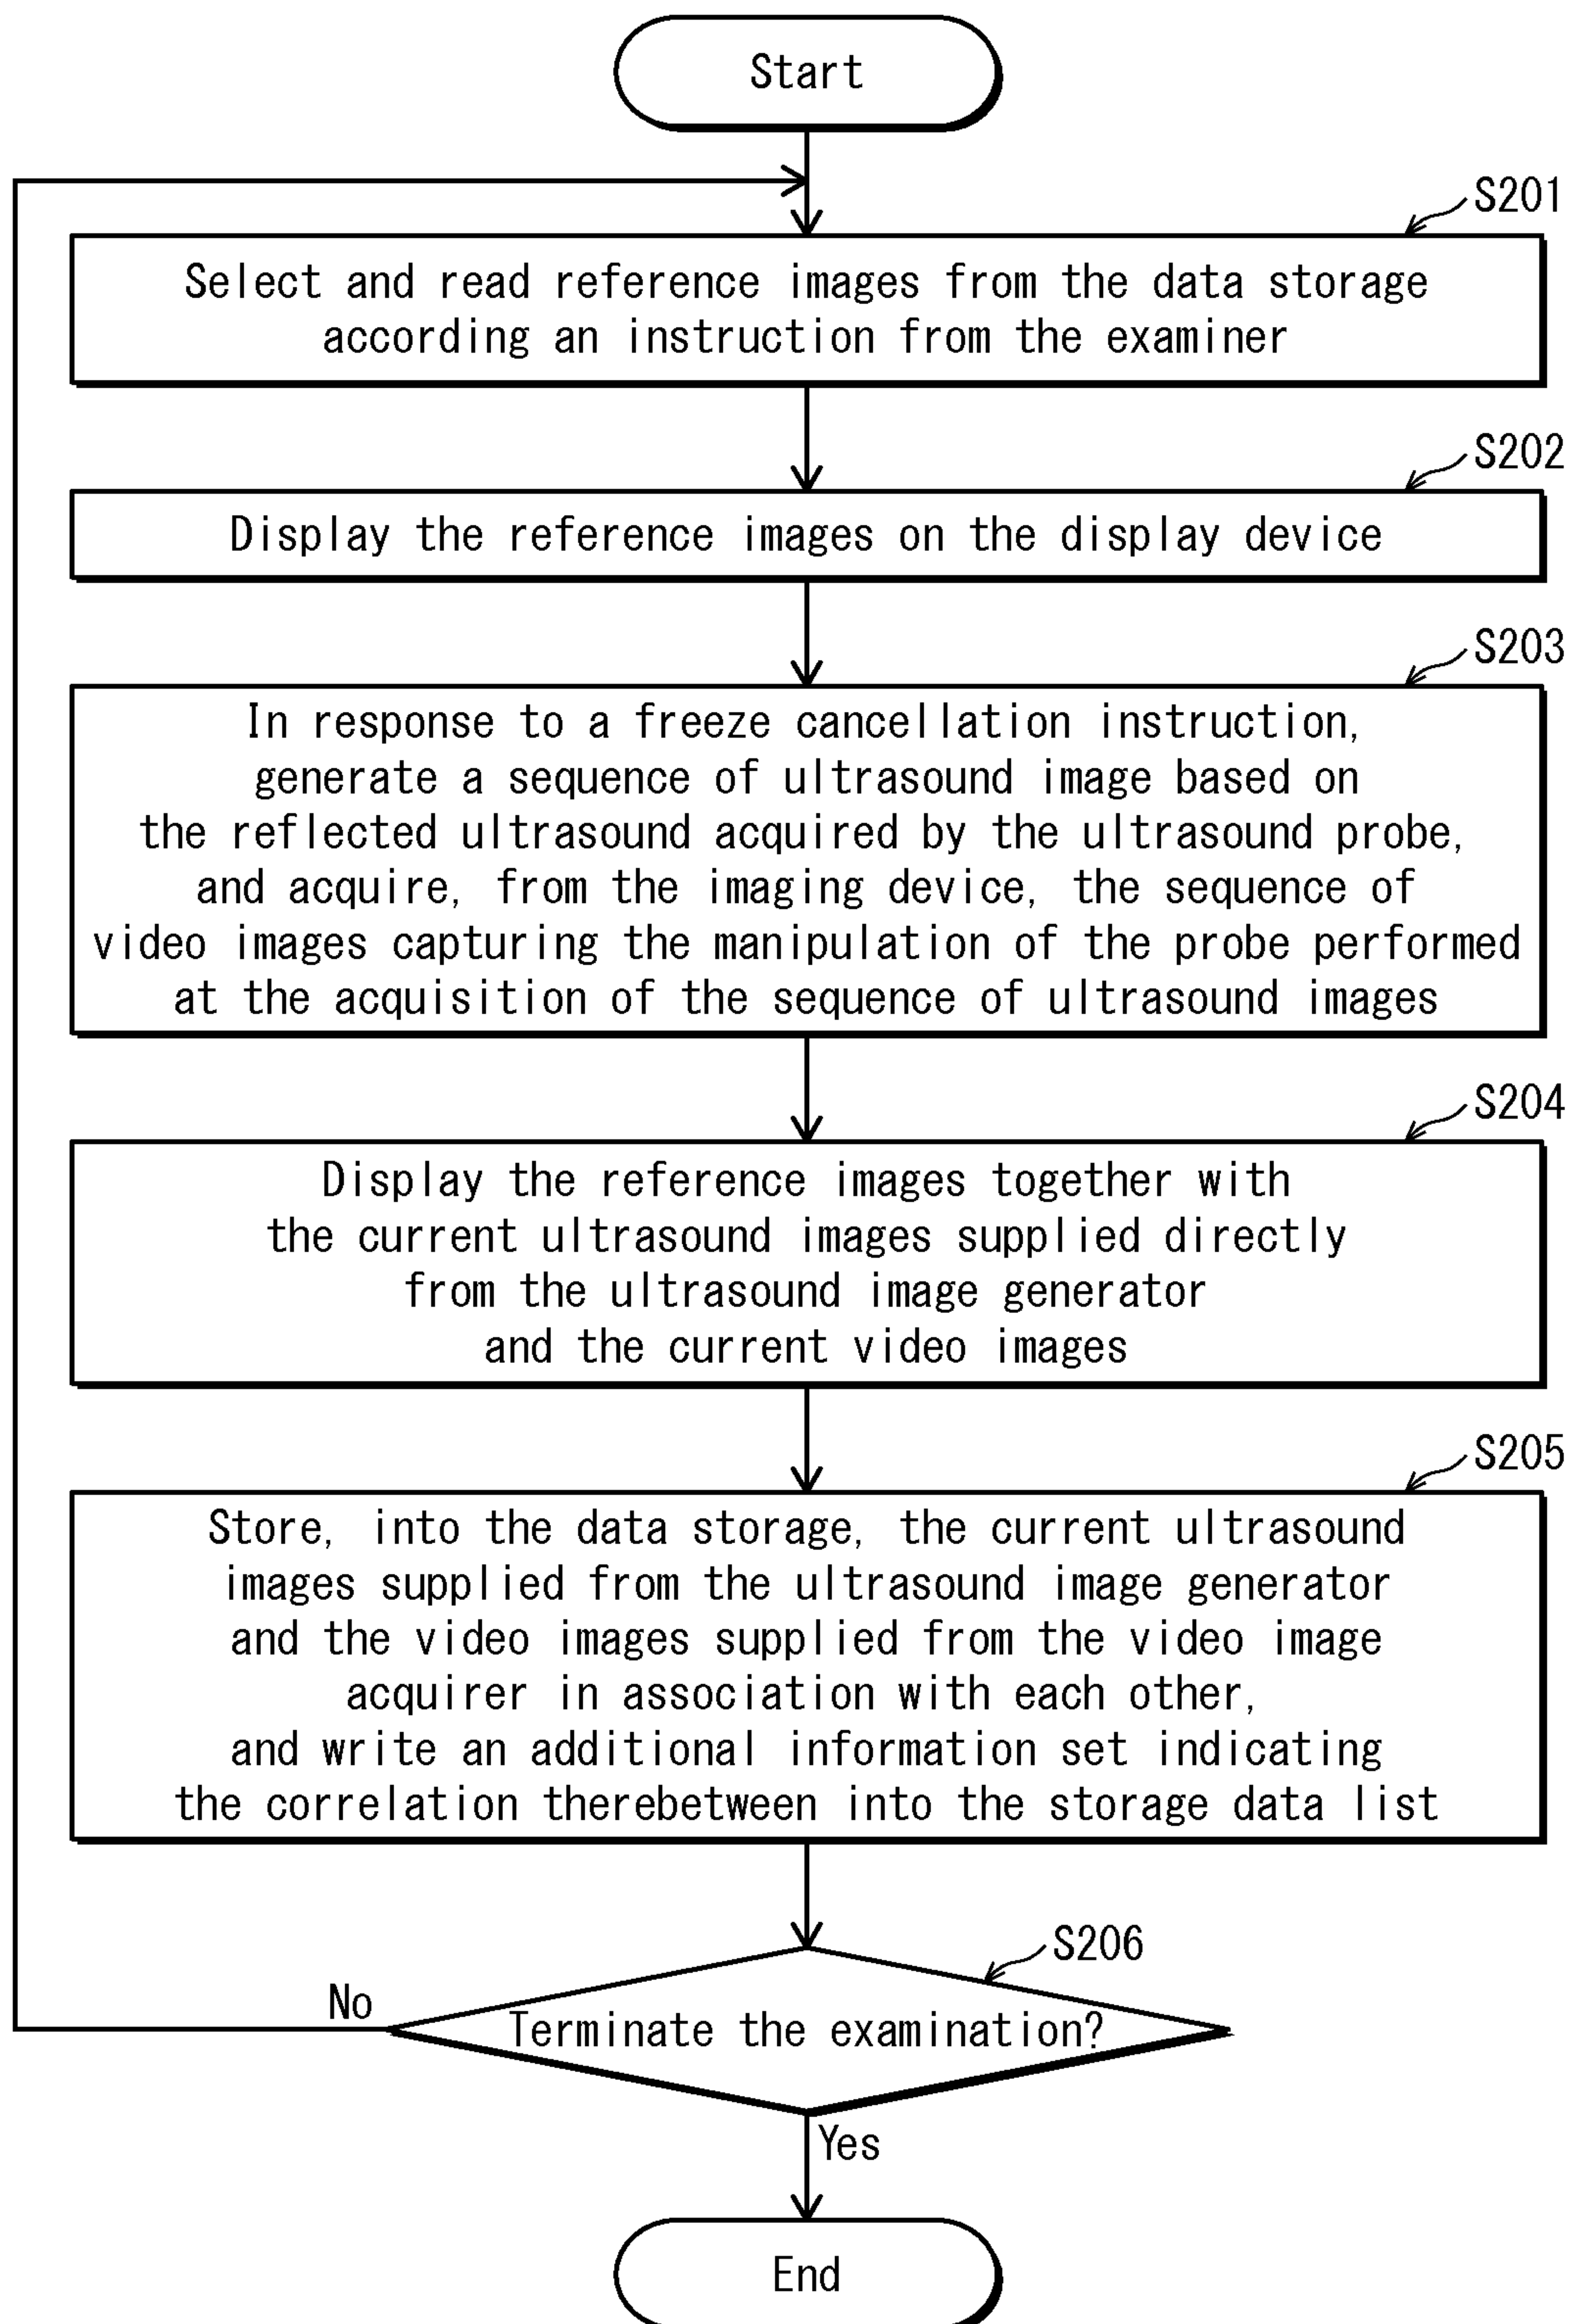 Start
S201
Select and read reference images from the data storage
according an instruction from the examiner
S202
Display the reference images on the display device
S203
In response to a freeze cancellation instruction,
generate a sequence of ultrasound image based on
the reflected ultrasound acquired by the ultrasound probe,
and acquire, from the imaging device, the sequence of
video images capturing the manipulation of the probe performed
at the acquisition of the sequence of ultrasound images
S204
Display the reference images together with
the current ultrasound images supplied directly
from the ultrasound image generator
and the current video images
S205
Store, into the data storage, the current ultrasound
images supplied from the ultrasound image generator
and the video images supplied from the video image
acquirer in association with each other,
and write an additional information set indicating
the correlation therebetween into the storage data list
S206
No
Terminate the examination?
Yes
End